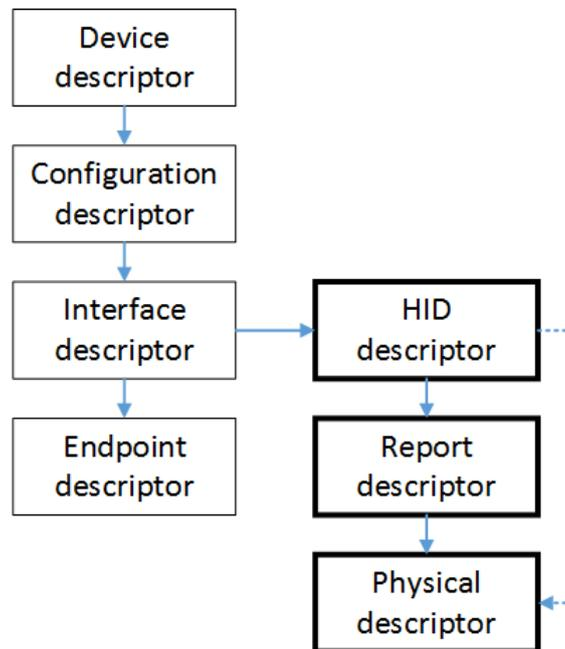 Device
descriptor
Configuration
descriptor
Interface
descriptor
HID
descriptor
Endpoint
descriptor
Report
descriptor
Physical
descriptor